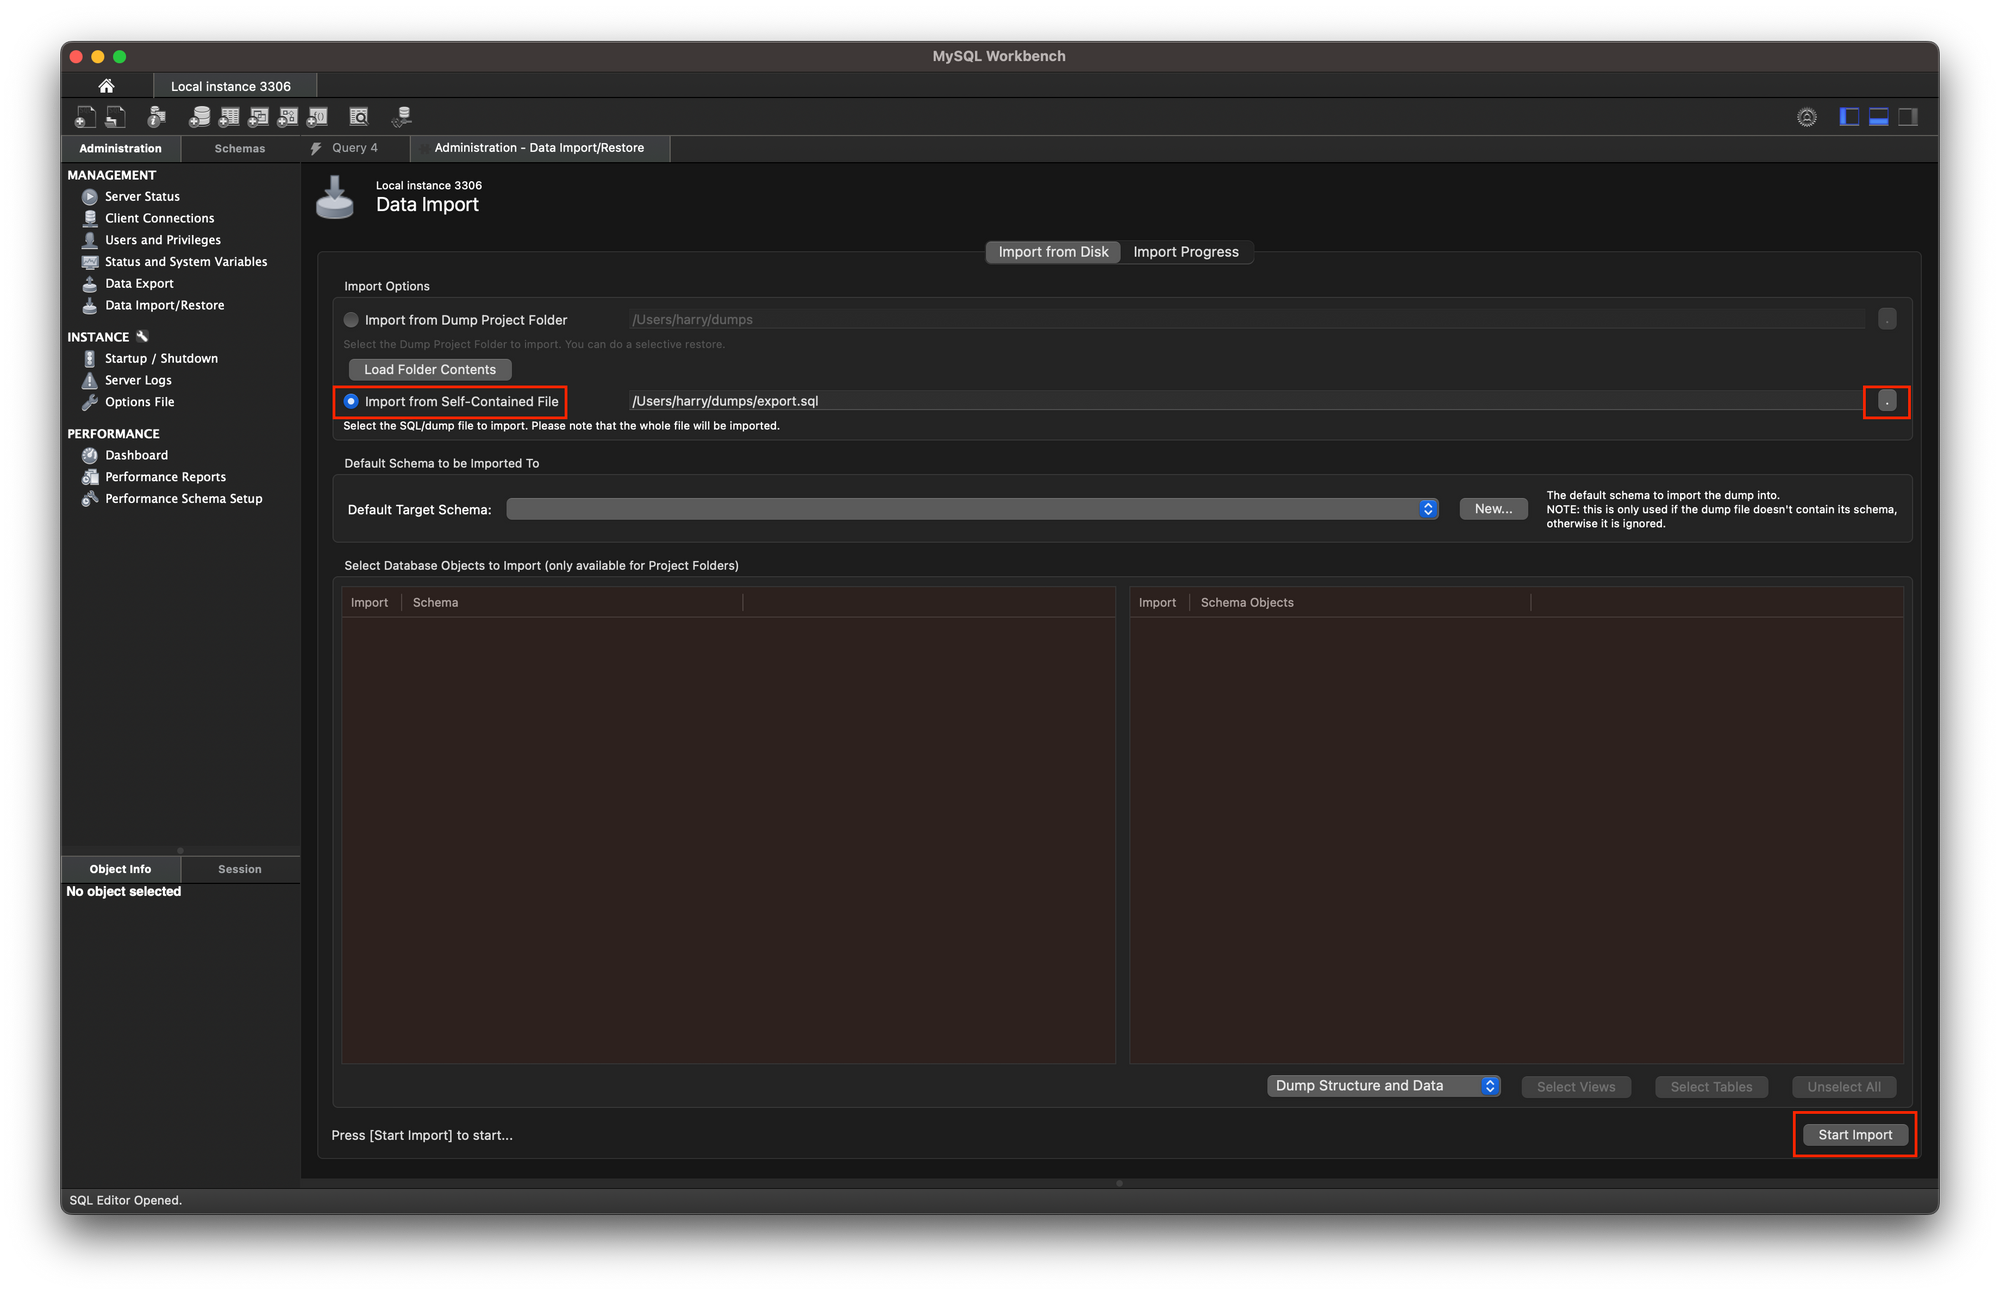 MySQL Workbench
Local instance 3306
Administration
Schemas
Query 4
Administration - Data Import/Restore
MANAGEMENT
Server Status
Client Connections
Users and Privileges
Status and System Variables
Data Export
Data Import/Restore
INSTANCE
Startup / Shutdown
Server Logs
Options File
PERFORMANCE
Dashboard
Performance Reports
Performance Schema Setup
Object Info
Session
No object selected
Local instance 3306
Data Import
Import from Disk
Import Progress
Import Options
Import from Dump Project Folder
/Users/harry/dumps
.
Select the Dump Project Folder to import. You can do a selective restore.
Load Folder Contents
Import from Self-Contained File
/Users/harry/dumps/export.sql
.
Select the SQL/dump file to import. Please note that the whole file will be imported.
Default Schema to be Imported To
Default Target Schema:
New...
The default schema to import the dump into.
NOTE: this is only used if the dump file doesn't contain its schema,
otherwise it is ignored.
Select Database Objects to Import (only available for Project Folders)
Import
Schema
Import
Schema Objects
Dump Structure and Data
Select Views
Select Tables
Unselect All
Press [Start Import] to start...
Start Import
SQL Editor Opened.